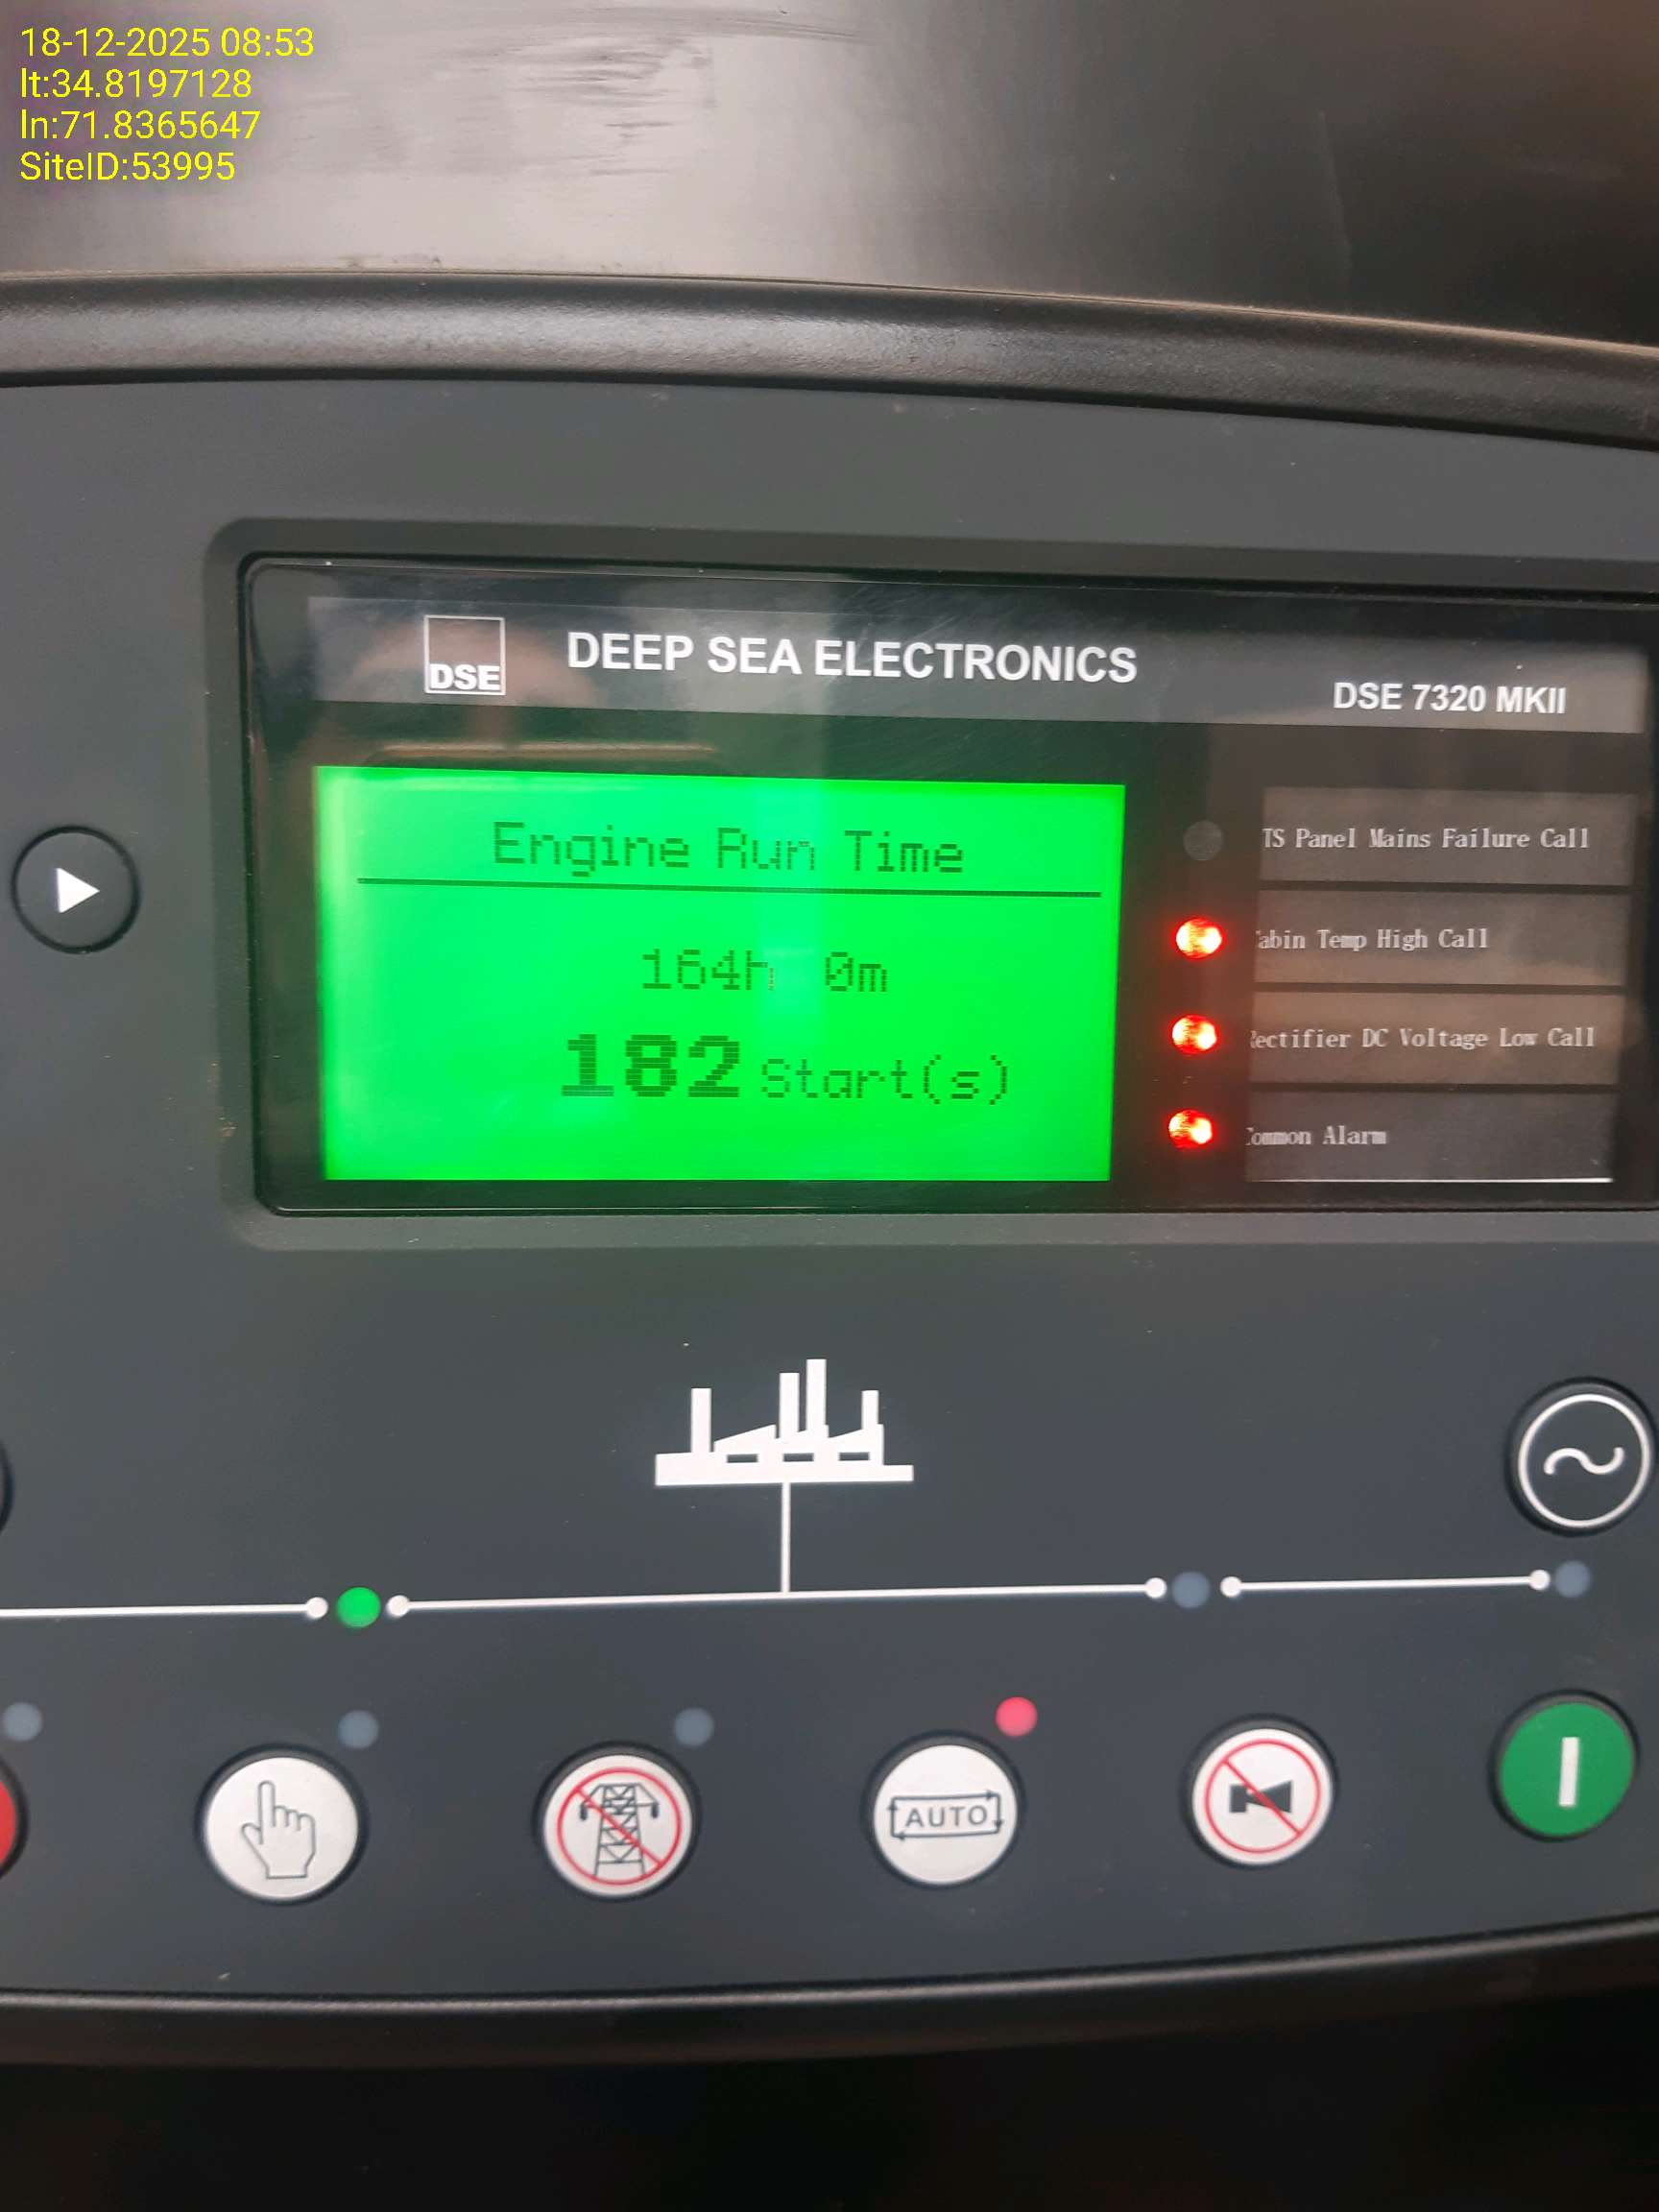 18-12-2025 08:53
lt:34.8197128
ln:71.8365647
SiteID:53995
DSE
DEEP SEA ELECTRONICS
DSE 7320 MKII
Engine Run Time
164h 0m
182 Start(s)
TS Panel Mains Failure Call
abin Temp High Call
Rectifier DC Voltage Low Call
Common Alarm
AUTO